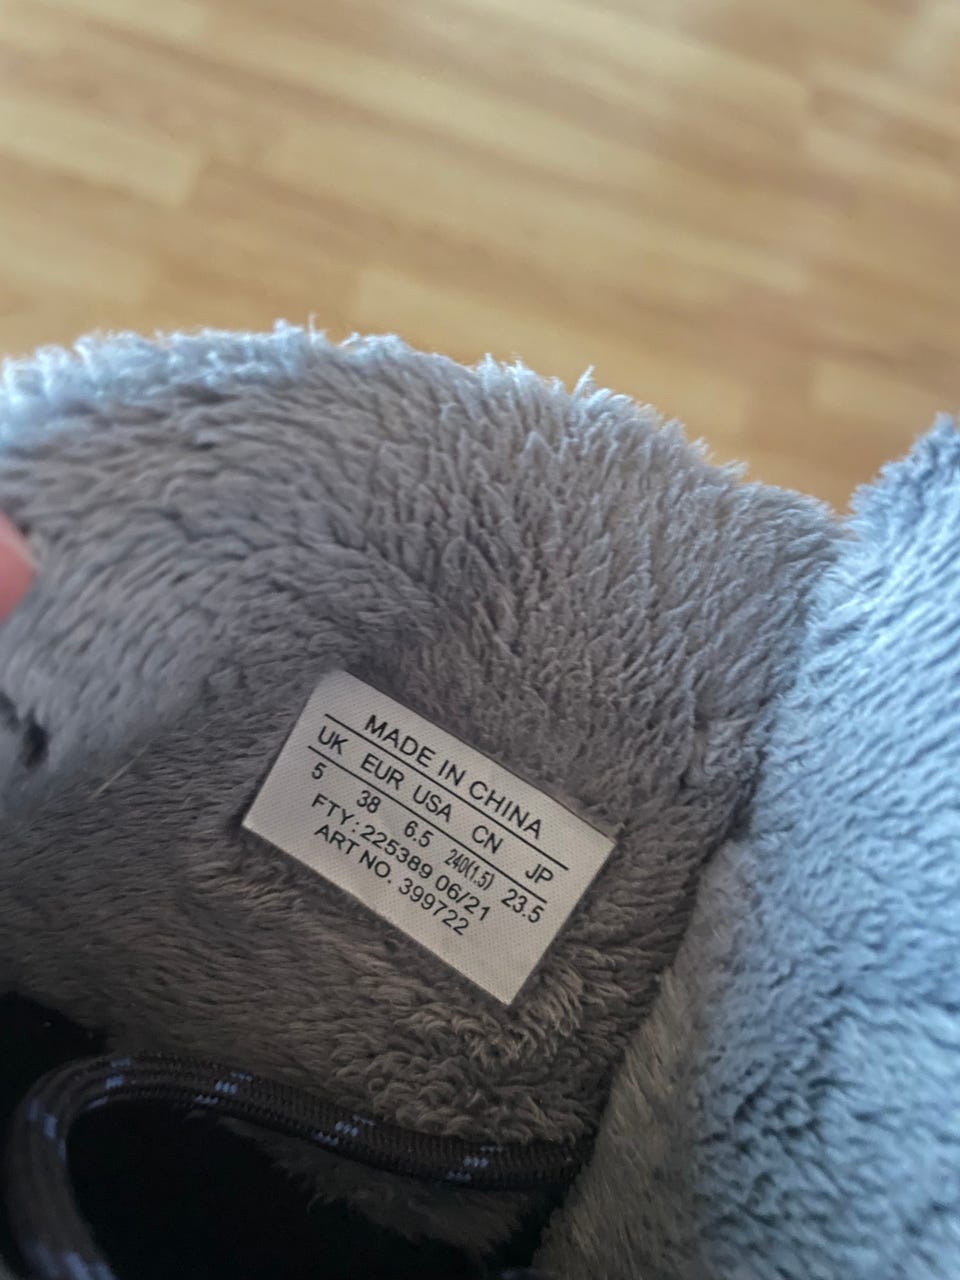 MADE IN CHINA
UK EUR USA CN JP
5 38 6.5 240(1.5) 23.5
FTY: 225389 06/21
ART NO. 399722